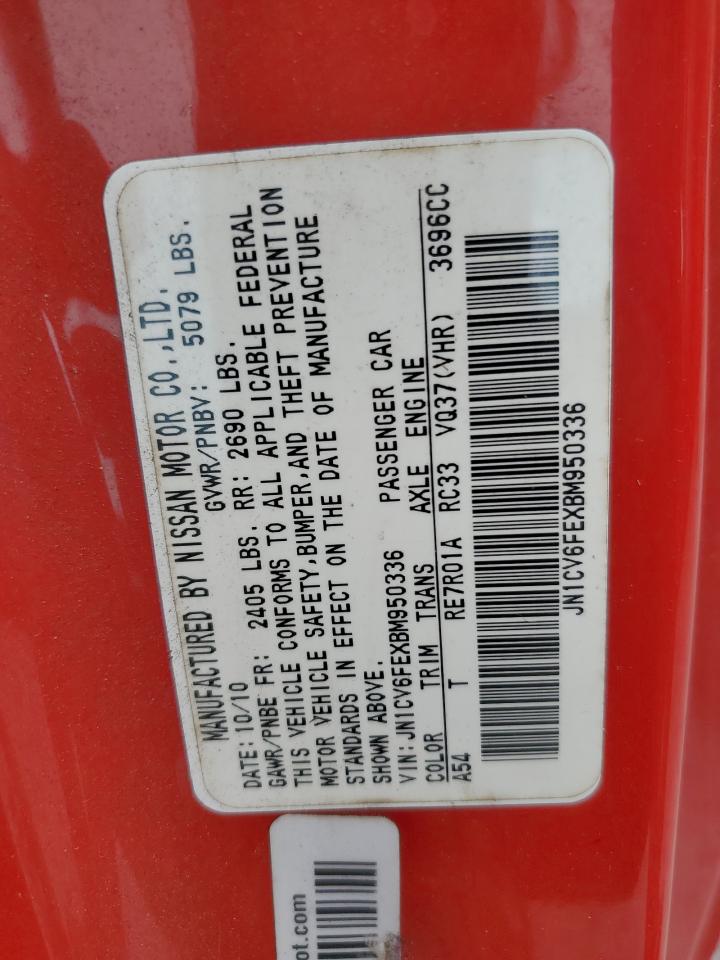 MANUFACTURED BY NISSAN MOTOR CO.,LTD.
DATE: 10/10 GVWR/PNBV: 5079 LBS.
GAWR/PNBE FR: 2405 LBS. RR: 2690 LBS.
THIS VEHICLE CONFORMS TO ALL APPLICABLE FEDERAL
MOTOR VEHICLE SAFETY,BUMPER,AND THEFT PREVENTION
STANDARDS IN EFFECT ON THE DATE OF MANUFACTURE
SHOWN ABOVE.
VIN:JN1CV6FEXBM950336 PASSENGER CAR
COLOR TRIM TRANS AXLE ENGINE
A54 T RE7R01A RC33 VQ37(VHR) 3696CC
JN1CV6FEXBM950336
ot.com